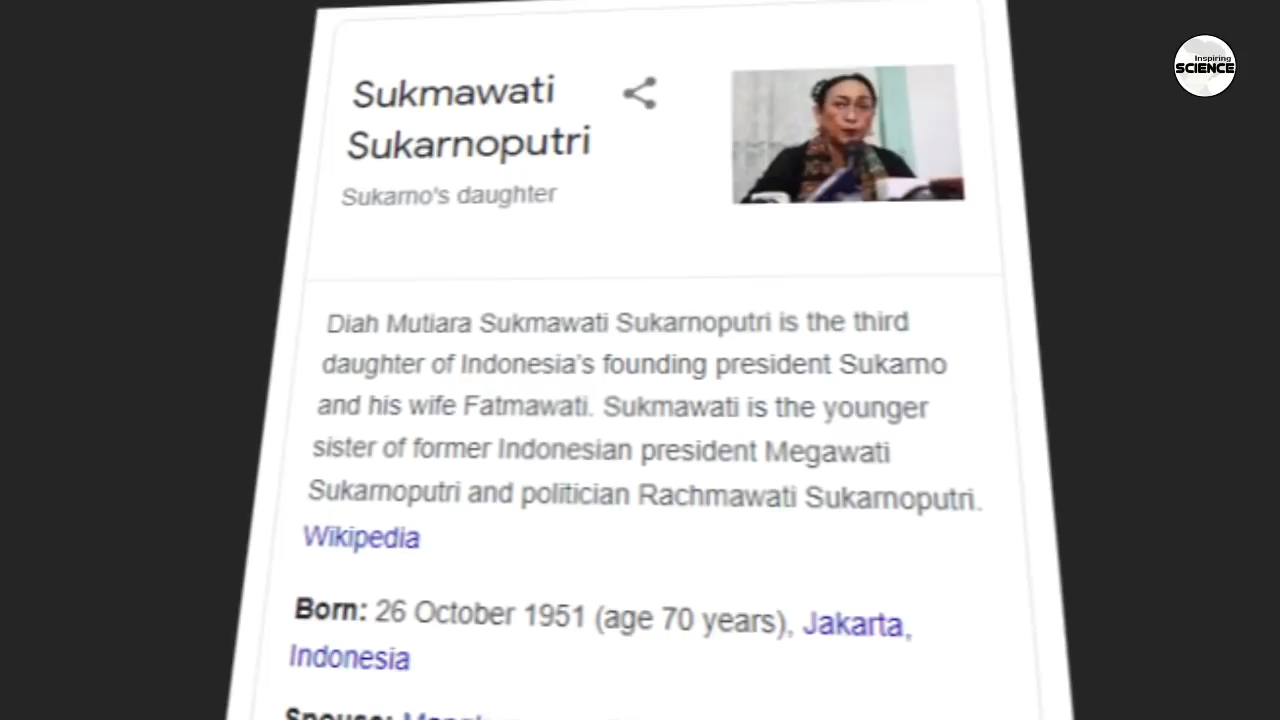 Inspiring
SCIENCE
Sukmawati
Sukarnoputri
Sukarno's daughter
Diah Mutiara Sukmawati Sukarnoputri is the third
daughter of Indonesia's founding president Sukarno
and his wife Fatmawati. Sukmawati is the younger
sister of former Indonesian president Megawati
Sukarnoputri and politician Rachmawati Sukarnoputri.
Wikipedia
Born: 26 October 1951 (age 70 years), Jakarta,
Indonesia
Spouse: